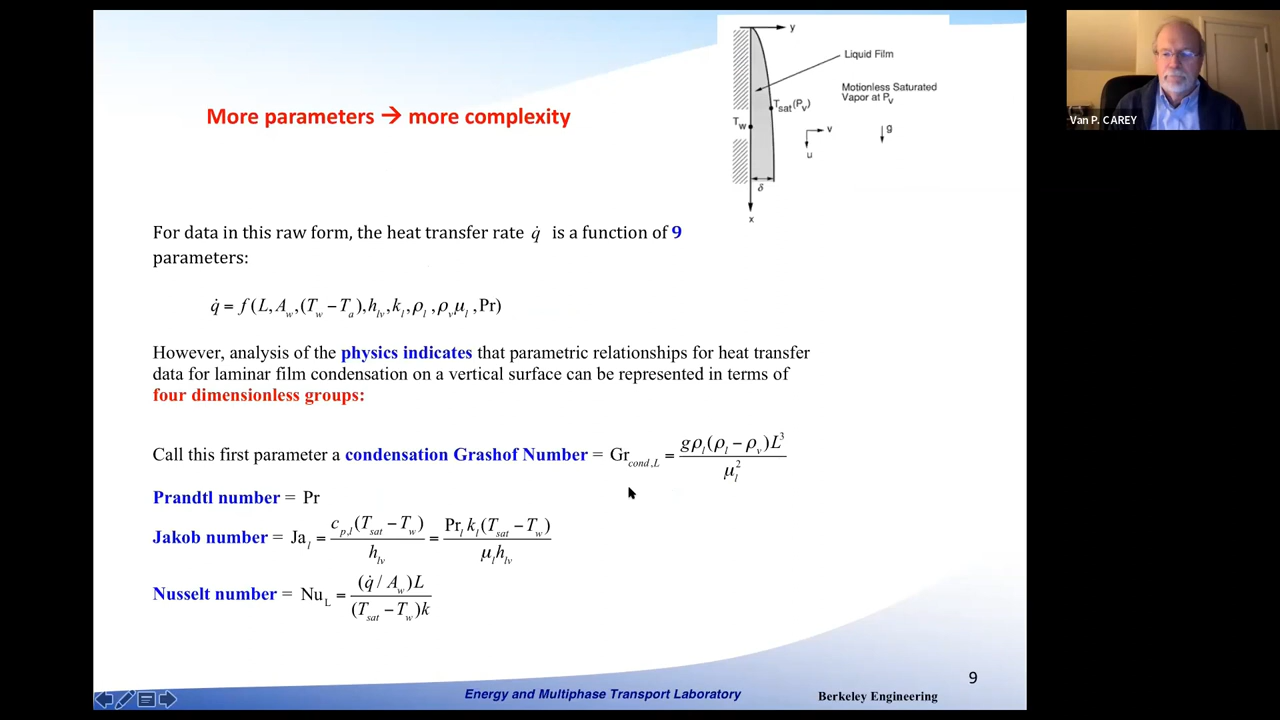 More parameters → more complexity
y
Liquid Film
Motionless Saturated
Vapor at P_v
T_sat(P_v)
T_w
v
u
g
δ
x
Van P. CAREY
For data in this raw form, the heat transfer rate q̇ is a function of 9
parameters:
q̇ = f(L, A_w, (T_w − T_a), h_lv, k_l, ρ_l, ρ_v μ_l, Pr)
However, analysis of the physics indicates that parametric relationships for heat transfer
data for laminar film condensation on a vertical surface can be represented in terms of
four dimensionless groups:
Call this first parameter a condensation Grashof Number = Gr_cond,L = gρ_l(ρ_l − ρ_v)L³ / μ_l²
Prandtl number = Pr
Jakob number = Ja_l = c_p,l(T_sat − T_w) / h_lv = Pr_l k_l(T_sat − T_w) / μ_l h_lv
Nusselt number = Nu_L = (q̇ / A_w)L / (T_sat − T_w)k
9
Energy and Multiphase Transport Laboratory
Berkeley Engineering